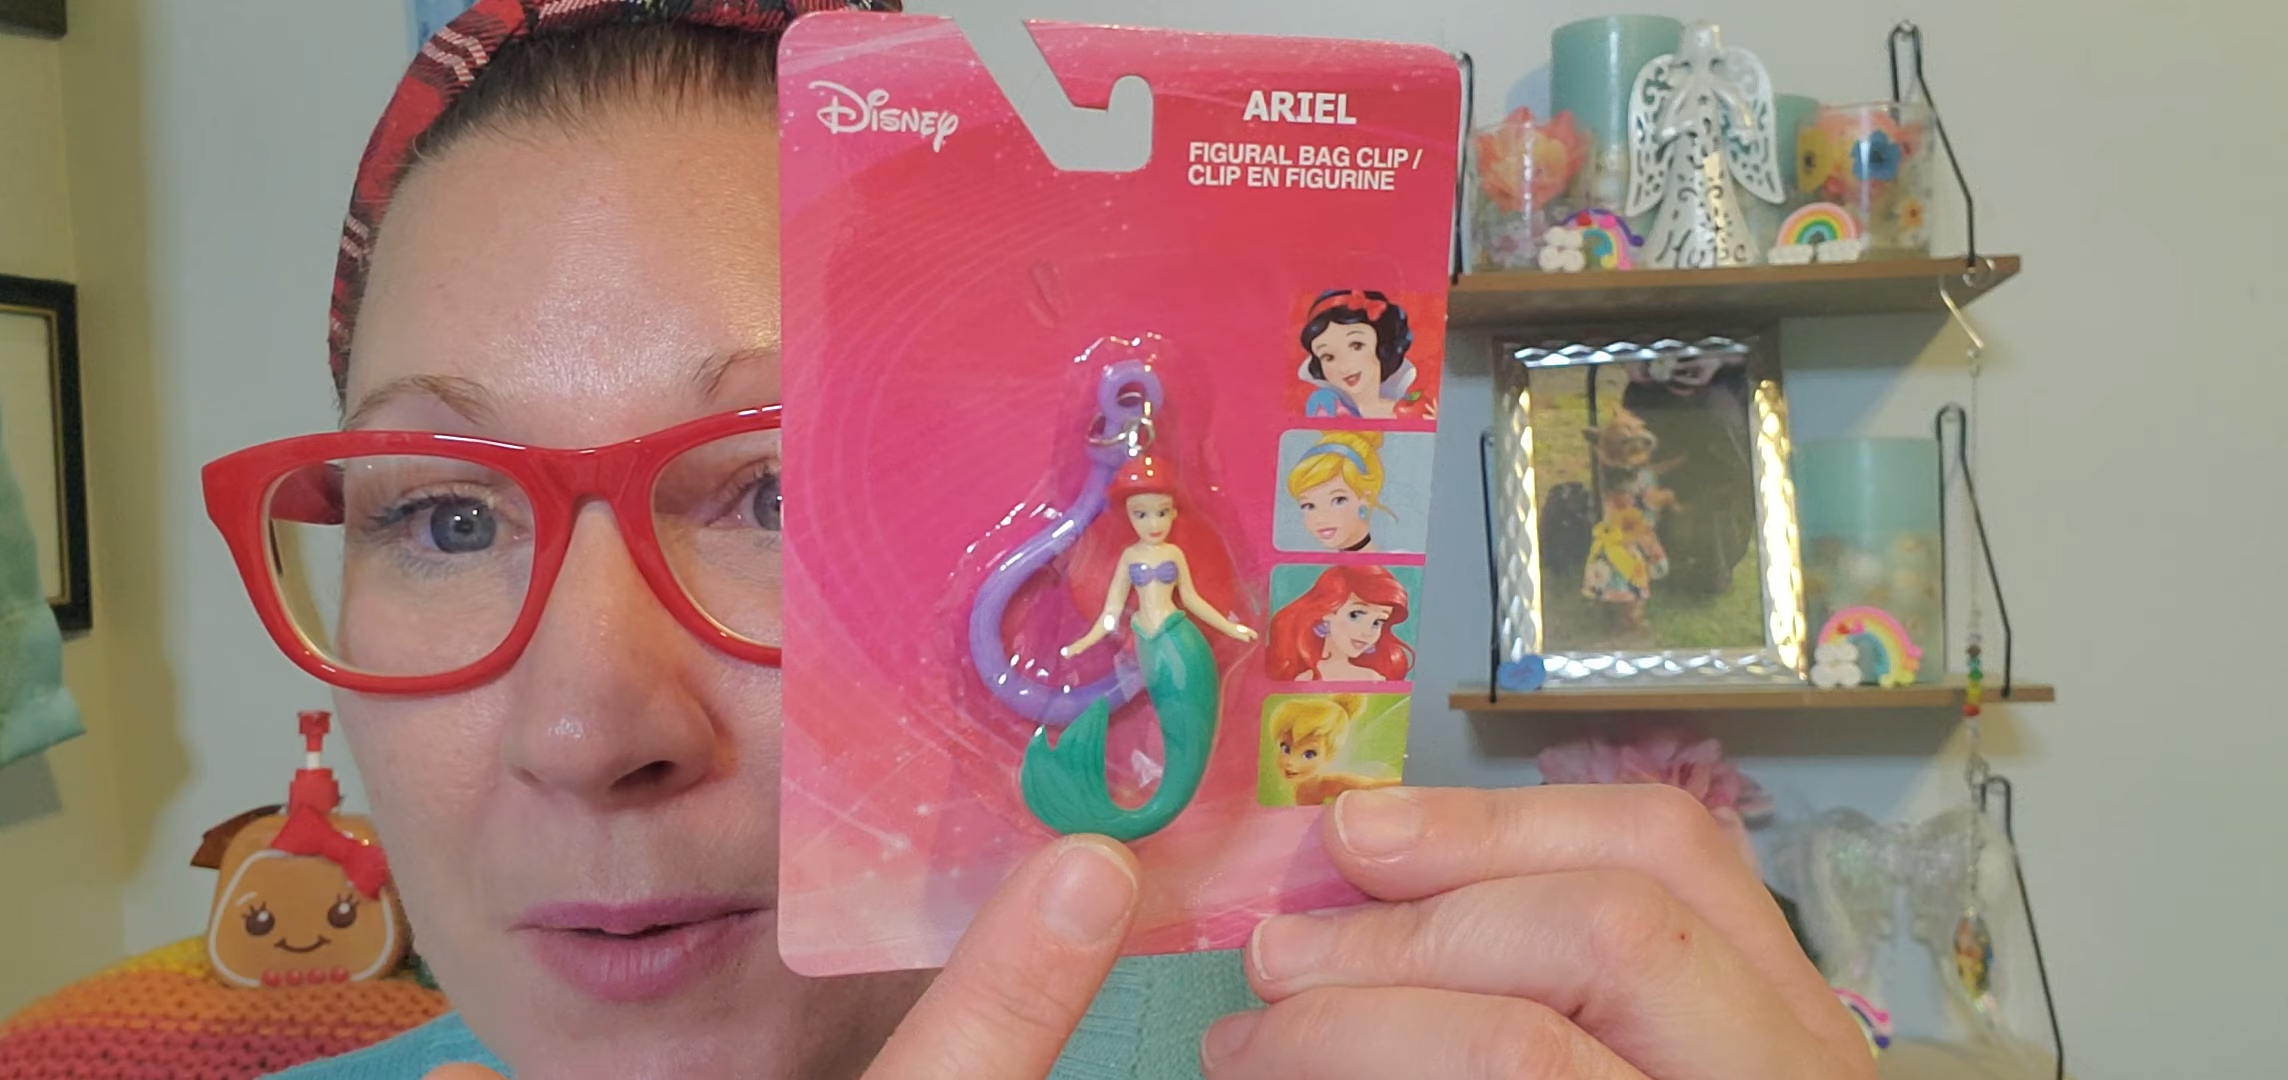 Disney
ARIEL
FIGURAL BAG CLIP /
CLIP EN FIGURINE